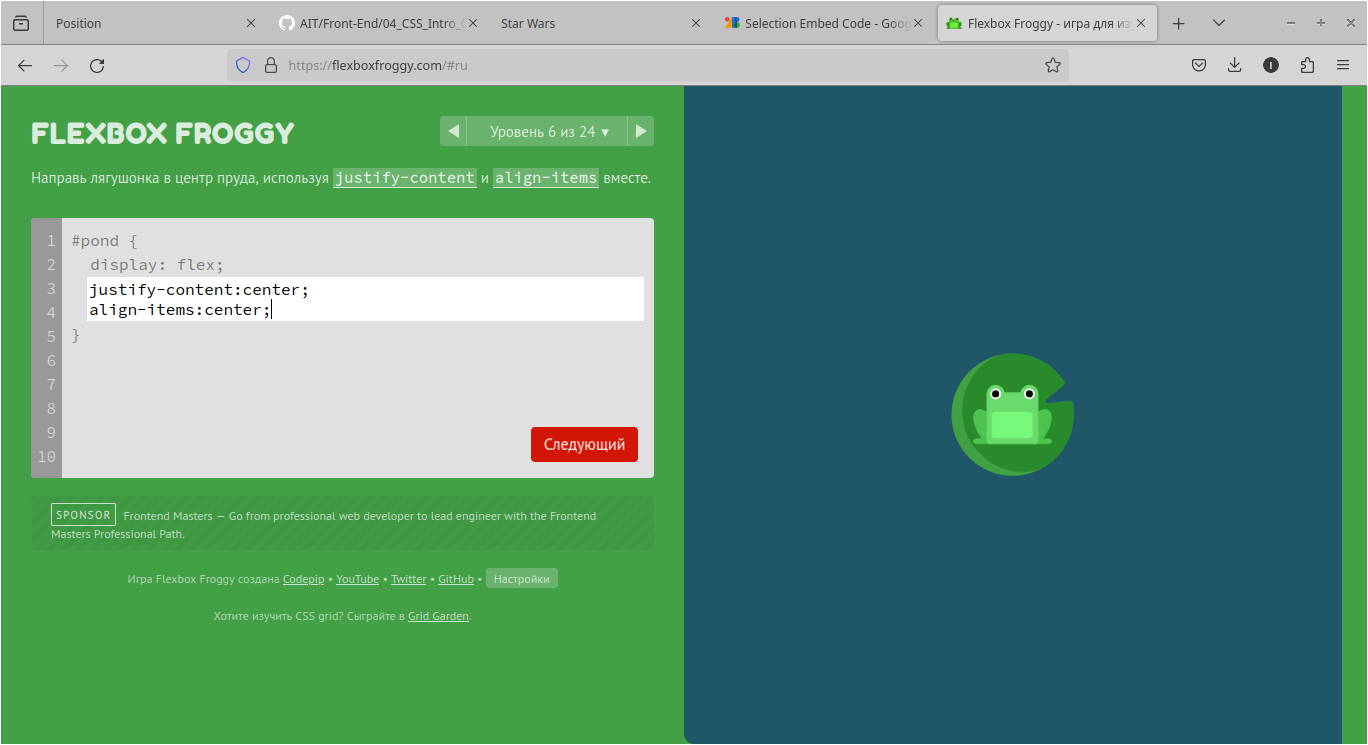 Position
AIT/Front-End/04_CSS_Intro_
Star Wars
Selection Embed Code - Goog
Flexbox Froggy - игра для из
https://flexboxfroggy.com/#ru
I
FLEXBOX FROGGY
Уровень 6 из 24 ▾
Направь лягушонка в центр пруда, используя justify-content и align-items вместе.
1 #pond {
2 display: flex;
3 justify-content:center;
4 align-items:center;
5 }
6
7
8
9
10
Следующий
SPONSOR Frontend Masters — Go from professional web developer to lead engineer with the Frontend
Masters Professional Path.
Игра Flexbox Froggy создана Codepip • YouTube • Twitter • GitHub • Настройки
Хотите изучить CSS grid? Сыграйте в Grid Garden.